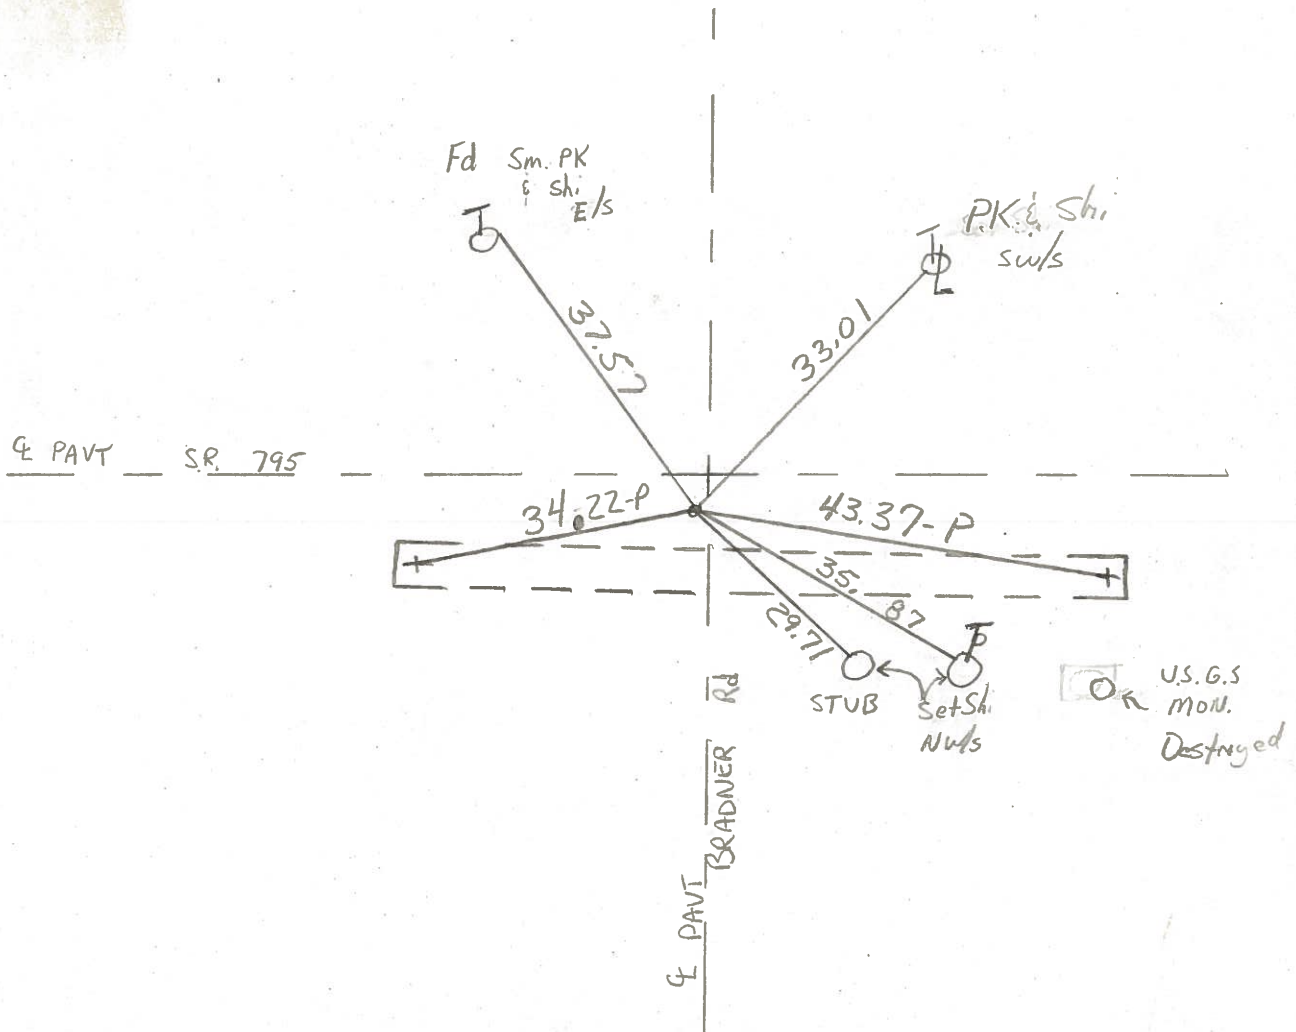 Fd Sm. PK
& Shi.
E/s
P.K. & Shi.
SW/s
37.57
33.01
℄ PAVT S.R. 795
34.22-P
43.37-P
35.87
29.71
STUB
Set Shi.
NW/s
U.S.G.S
MON.
Destroyed
℄ PAVT BRADNER Rd